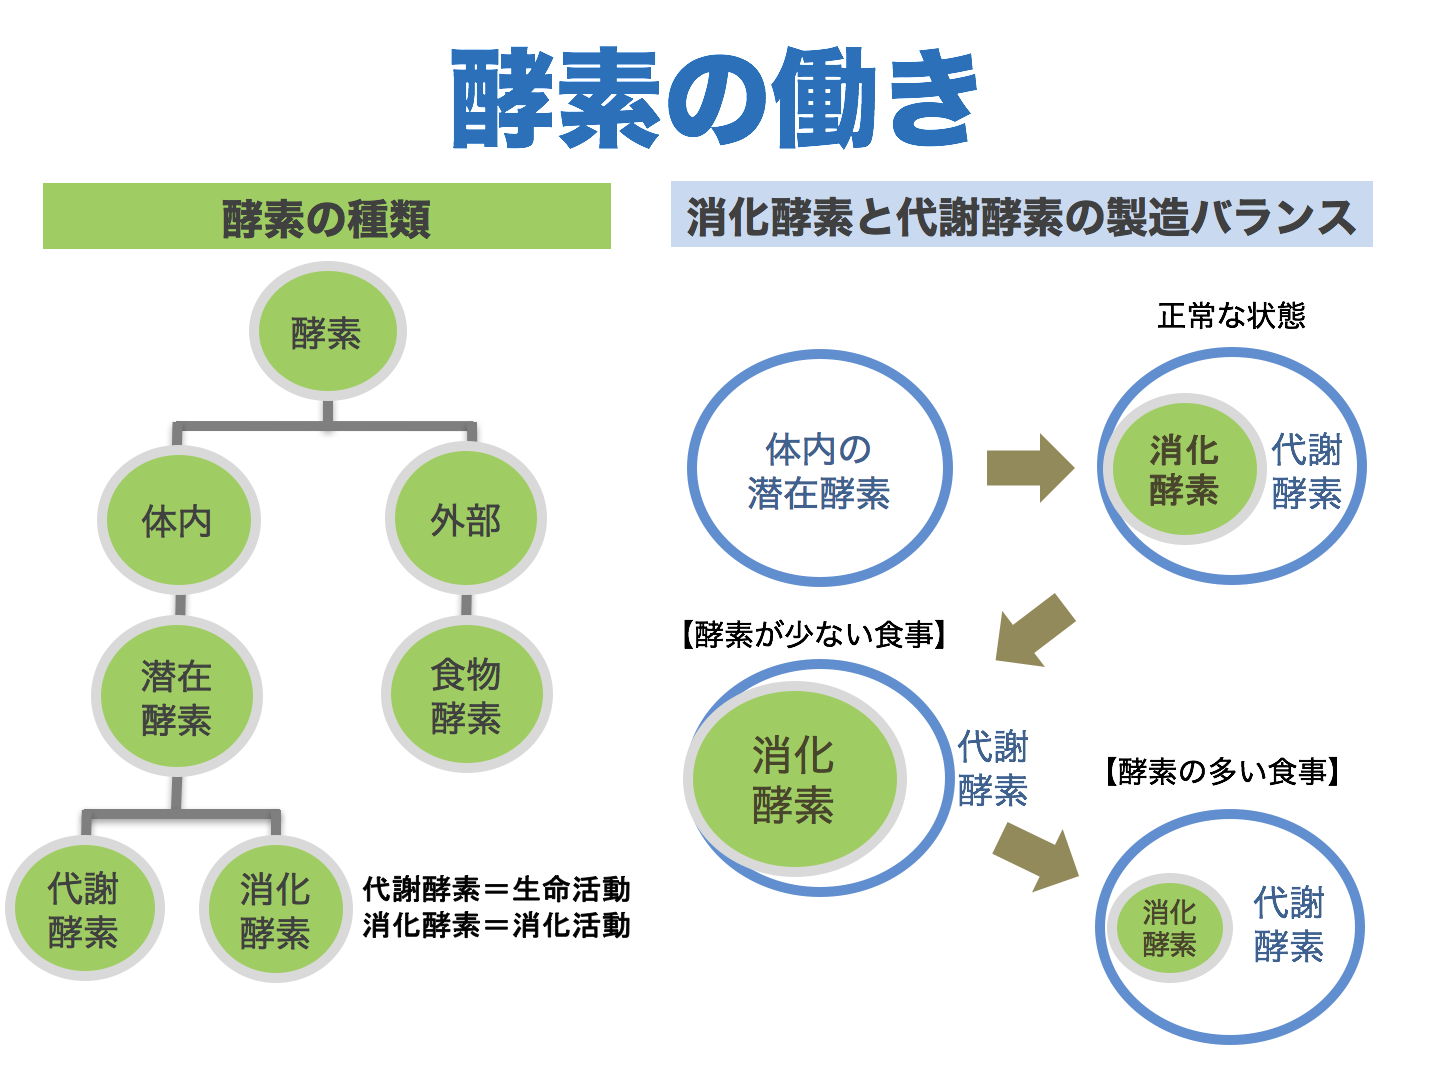 酵素の働き
酵素の種類
酵素
体内
外部
潜在
酵素
食物
酵素
代謝
酵素
消化
酵素
代謝酵素＝生命活動
消化酵素＝消化活動
消化酵素と代謝酵素の製造バランス
体内の
潜在酵素
正常な状態
消化
酵素
代謝
酵素
【酵素が少ない食事】
消化
酵素
代謝
酵素
【酵素の多い食事】
消化
酵素
代謝
酵素